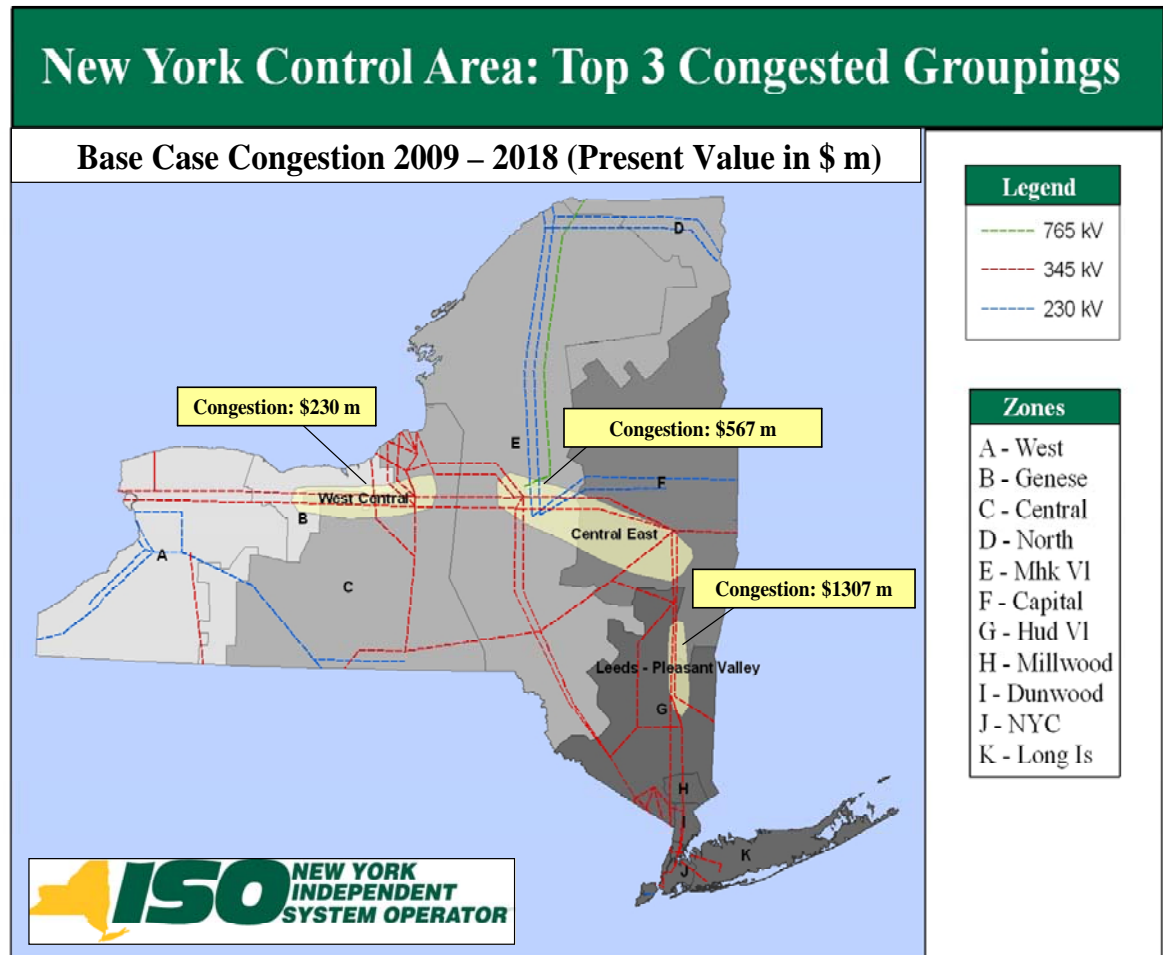 New York Control Area: Top 3 Congested Groupings
Base Case Congestion 2009 – 2018 (Present Value in $ m)
Legend
765 kV
345 kV
230 kV
D
Congestion: $230 m
E
Congestion: $567 m
West Central
B
F
Central East
A
C
Congestion: $1307 m
Leeds - Pleasant Valley
G
H
I
J
K
Zones
A - West
B - Genese
C - Central
D - North
E - Mhk Vl
F - Capital
G - Hud Vl
H - Millwood
I - Dunwood
J - NYC
K - Long Is
ISO
NEW YORK
INDEPENDENT
SYSTEM OPERATOR